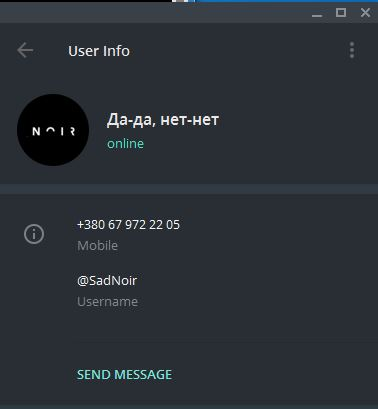 User Info
NOIR
Да-да, нет-нет
online
+380 67 972 22 05
Mobile
@SadNoir
Username
SEND MESSAGE